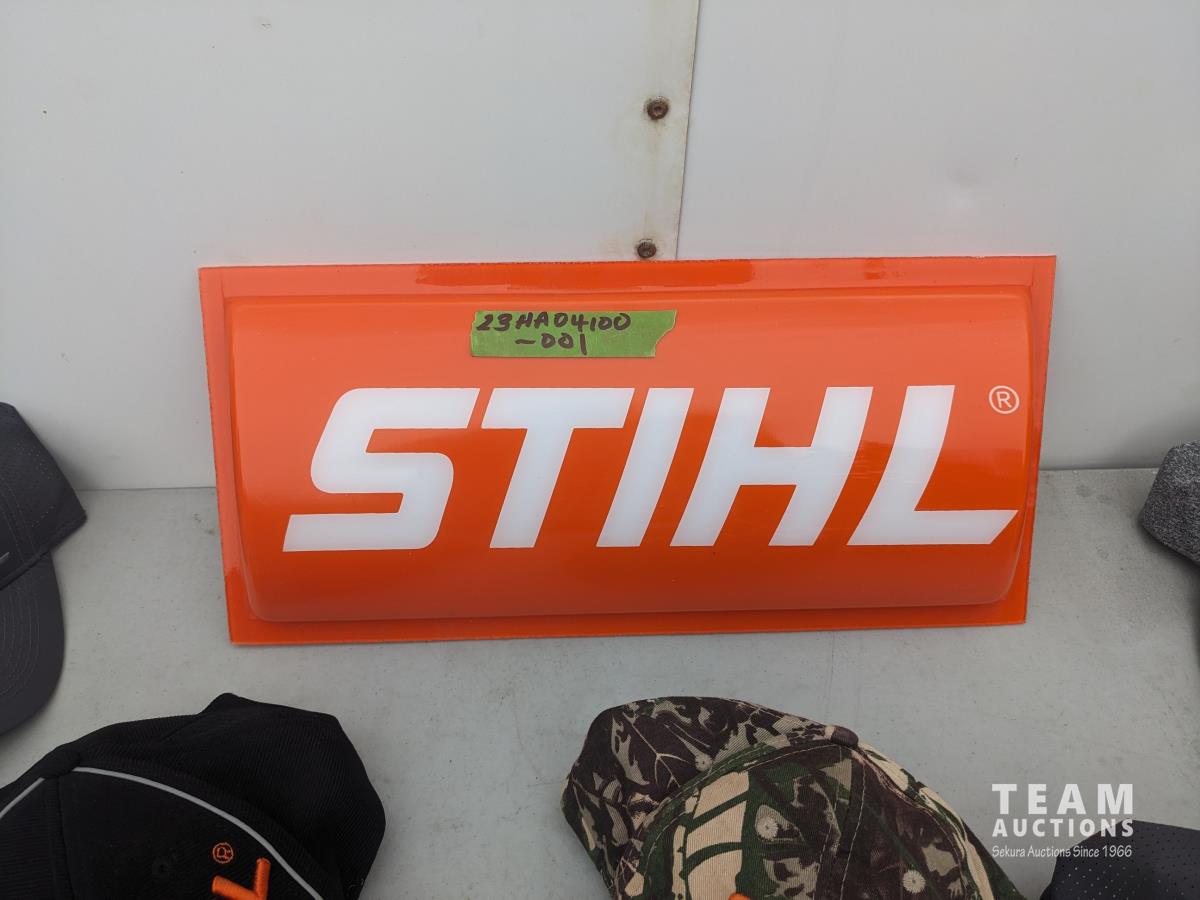 23HA04100
-001
STIHL®
®
TEAM
AUCTIONS
Sekura Auctions Since 1966